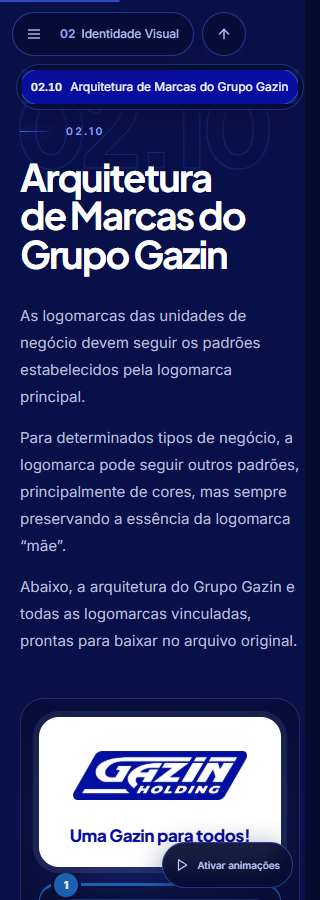 02 Identidade Visual
02.10 Arquitetura de Marcas do Grupo Gazin
02.10
02.10
Arquitetura
de Marcas do
Grupo Gazin
As logomarcas das unidades de
negócio devem seguir os padrões
estabelecidos pela logomarca
principal.
Para determinados tipos de negócio, a
logomarca pode seguir outros padrões,
principalmente de cores, mas sempre
preservando a essência da logomarca
“mãe”.
Abaixo, a arquitetura do Grupo Gazin e
todas as logomarcas vinculadas,
prontas para baixar no arquivo original.
GAZIN
HOLDING
Uma Gazin para todos!
Ativar animações
1